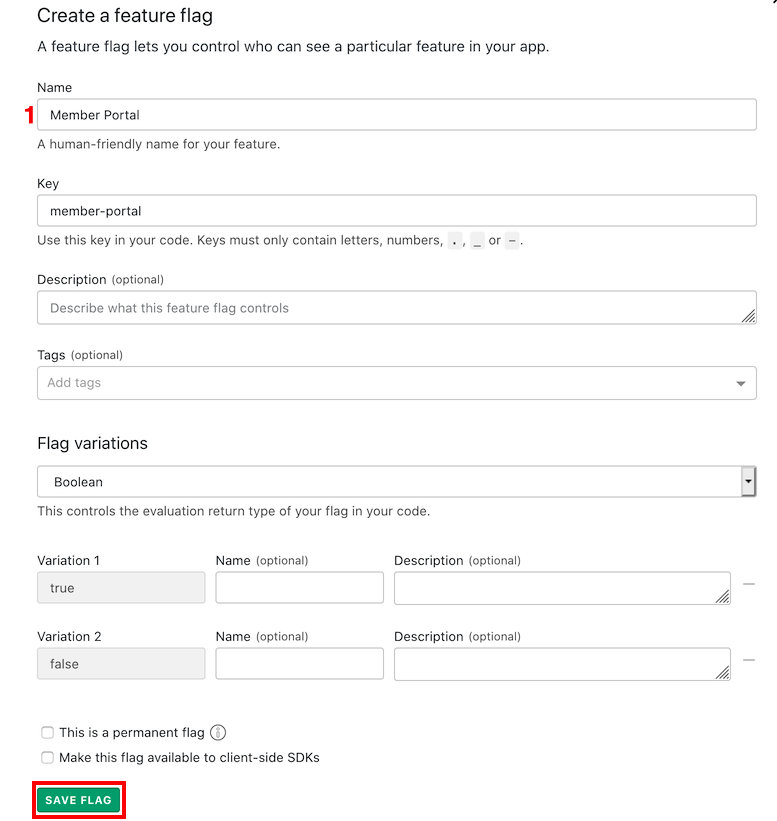 Create a feature flag
A feature flag lets you control who can see a particular feature in your app.
Name
1 Member Portal
A human-friendly name for your feature.
Key
member-portal
Use this key in your code. Keys must only contain letters, numbers, . , _ or - .
Description (optional)
Describe what this feature flag controls
Tags (optional)
Add tags
Flag variations
Boolean
This controls the evaluation return type of your flag in your code.
Variation 1 Name (optional) Description (optional)
true
Variation 2 Name (optional) Description (optional)
false
This is a permanent flag
Make this flag available to client-side SDKs
SAVE FLAG